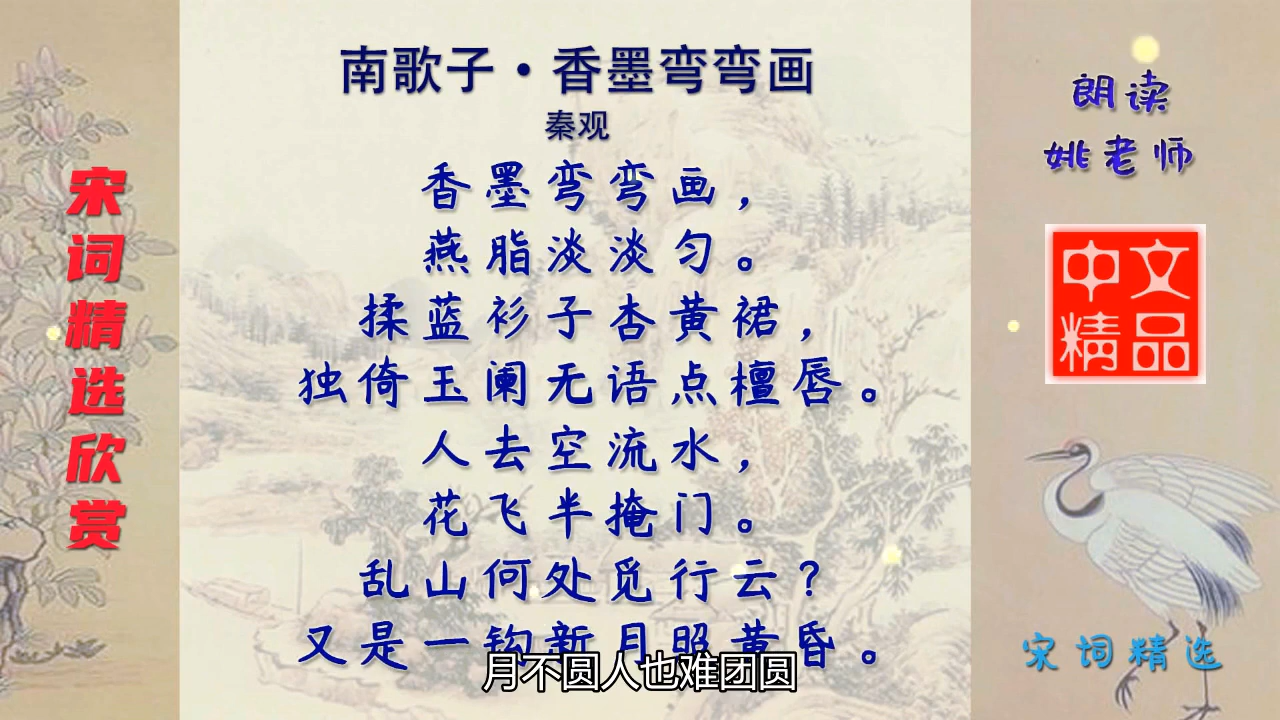 南歌子·香墨弯弯画
秦观
香墨弯弯画，
燕脂淡淡匀。
揉蓝衫子杏黄裙，
独倚玉阑无语点檀唇。
人去空流水，
花飞半掩门。
乱山何处觅行云？
又是一钩新月照黄昏。
月不圆人也难团圆
宋词精选欣赏
朗读
姚老师
中文
精品
宋词精选